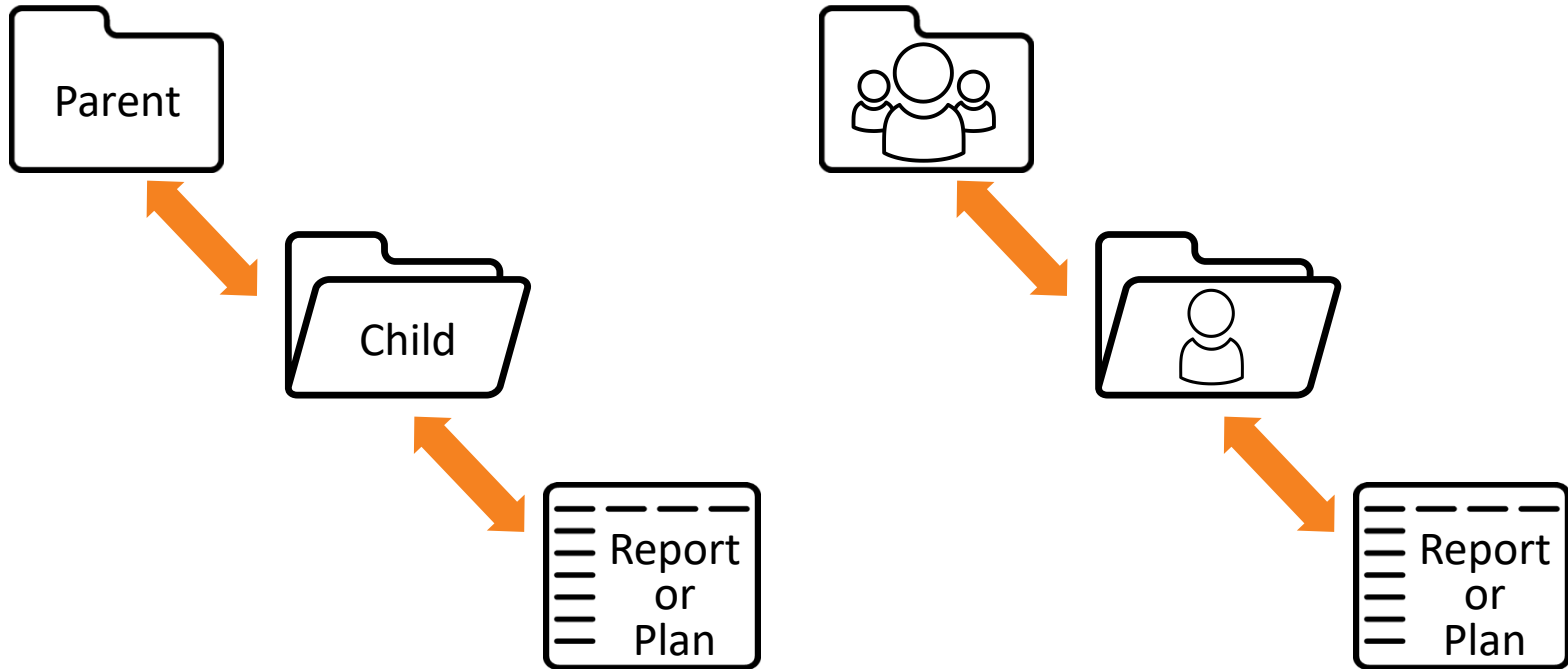 Parent
Child
Report
or
Plan
Report
or
Plan